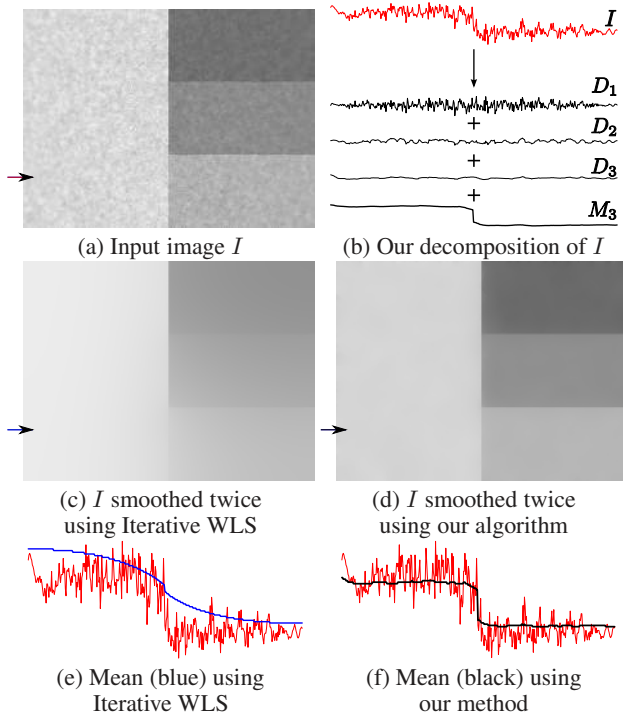 I
D₁
+
D₂
+
D₃
+
M₃
(a) Input image I
(b) Our decomposition of I
(c) I smoothed twice
using Iterative WLS
(d) I smoothed twice
using our algorithm
(e) Mean (blue) using
Iterative WLS
(f) Mean (black) using
our method